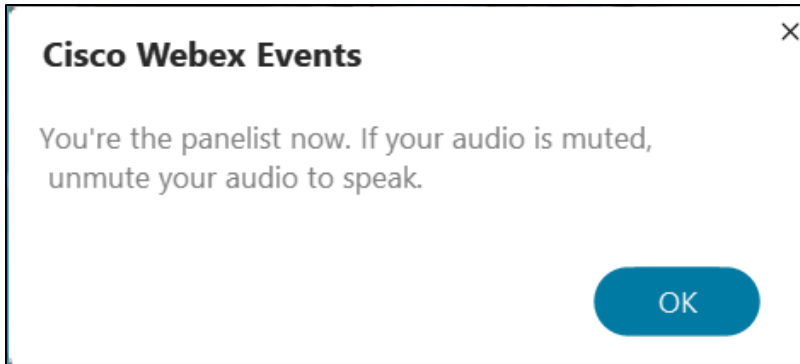 Cisco Webex Events
You're the panelist now. If your audio is muted,
unmute your audio to speak.
OK